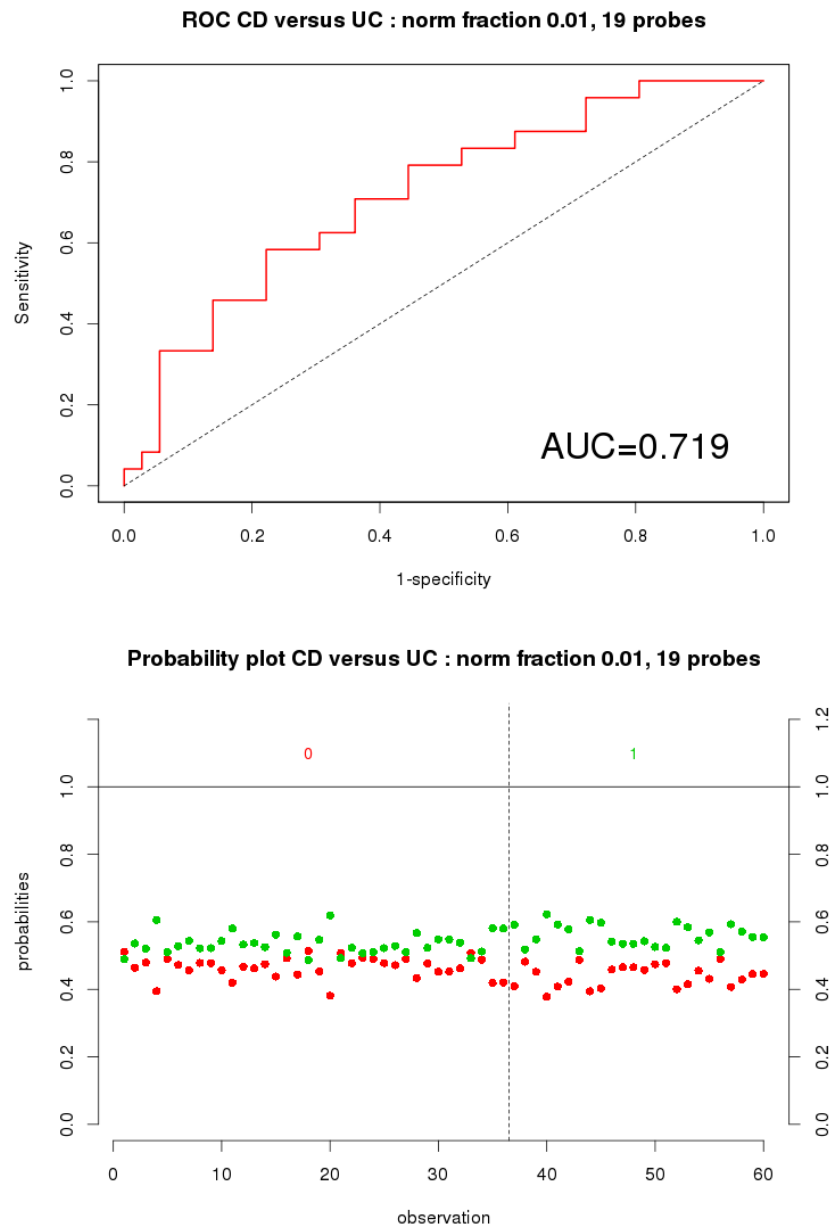 ROC CD versus UC : norm fraction 0.01, 19 probes
Sensitivity
1.0
0.8
0.6
0.4
0.2
0.0
AUC=0.719
0.0 0.2 0.4 0.6 0.8 1.0
1-specificity
Probability plot CD versus UC : norm fraction 0.01, 19 probes
probabilities
1.2
0 1
1.0 1.0
0.8 0.8
0.6 0.6
0.4 0.4
0.2 0.2
0.0 0.0
0 10 20 30 40 50 60
observation